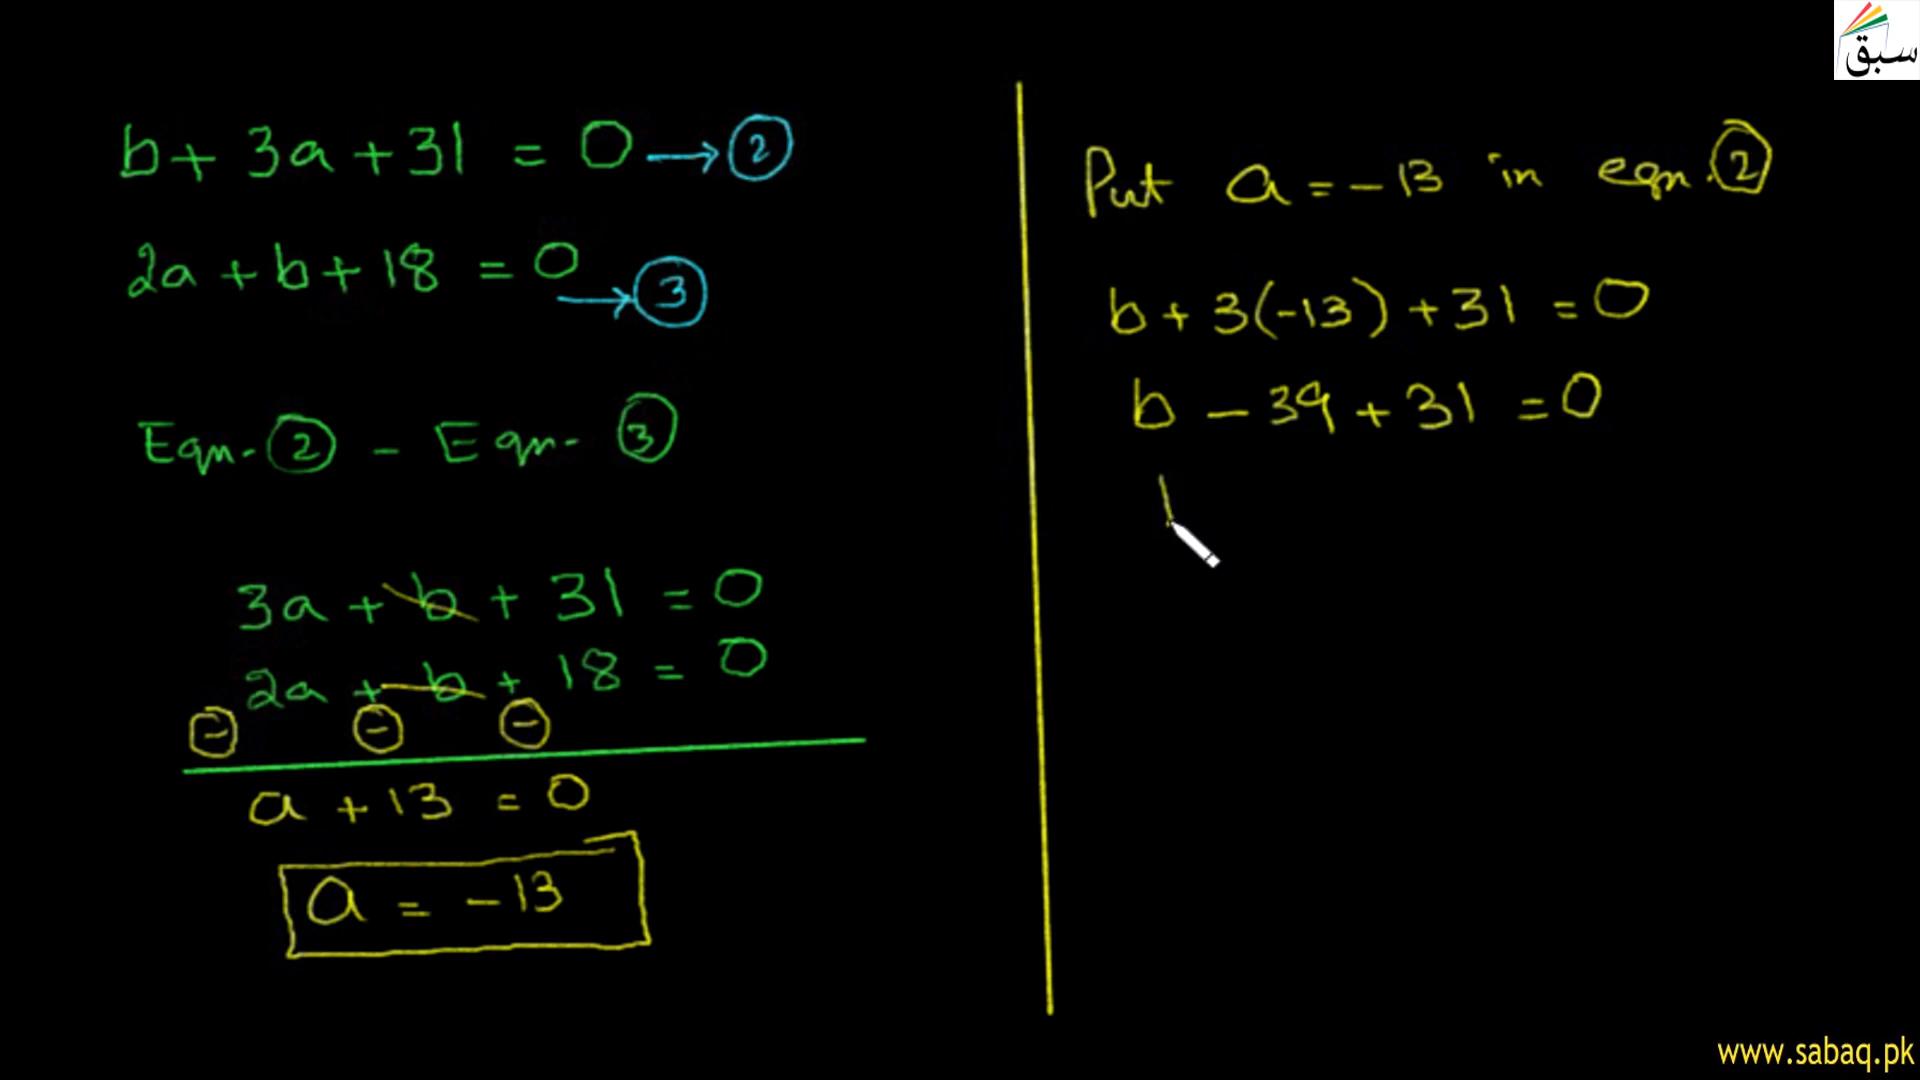 سبق
b + 3a + 31 = 0 → ②
2a + b + 18 = 0 → ③
Eqn. ② - Eqn. ③
3a + b + 31 = 0
2a + b + 18 = 0
⊖ ⊖ ⊖
a + 13 = 0
a = -13
Put a = -13 in eqn. ②
b + 3(-13) + 31 = 0
b - 39 + 31 = 0
www.sabaq.pk